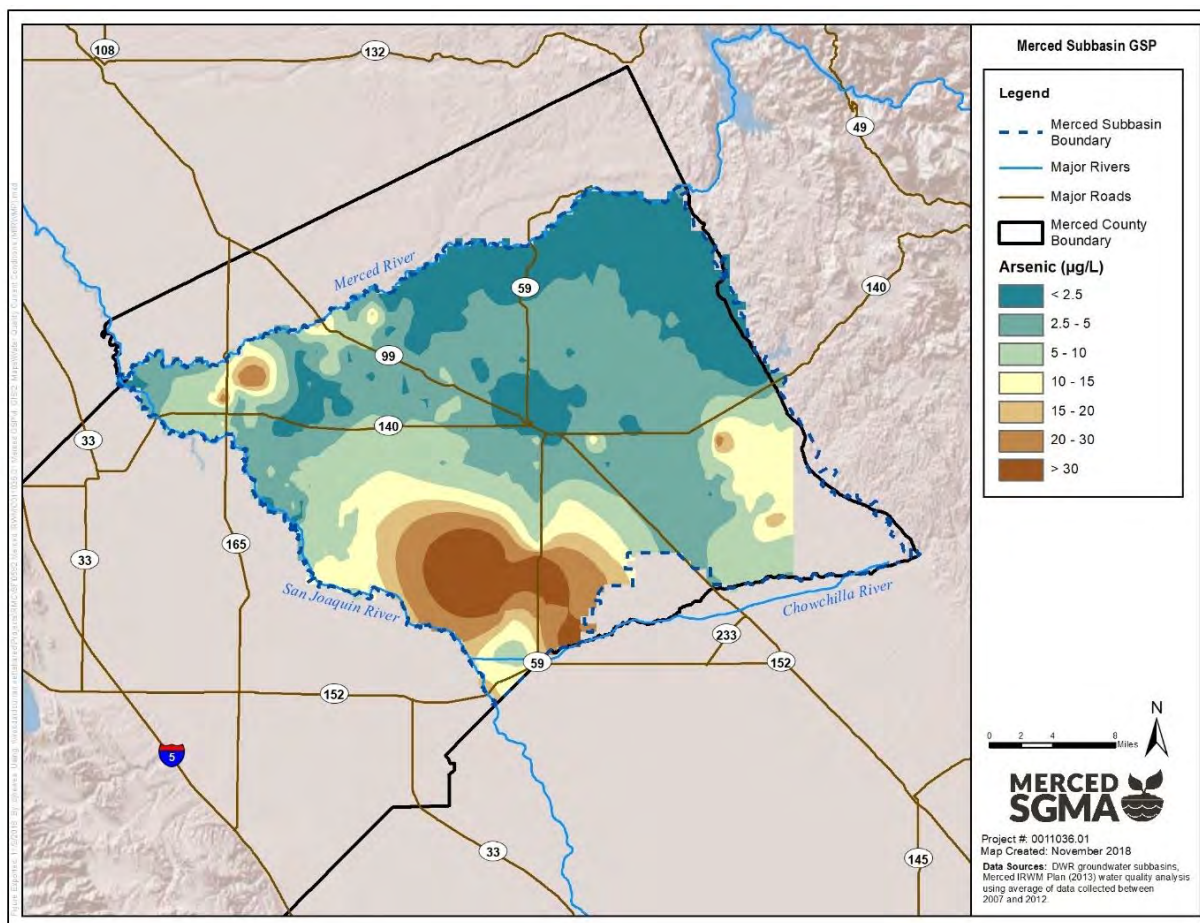 Merced Subbasin GSP
Legend
Merced Subbasin
Boundary
Major Rivers
Major Roads
Merced County
Boundary
Arsenic (µg/L)
< 2.5
2.5 - 5
5 - 10
10 - 15
15 - 20
20 - 30
> 30
108
132
49
Merced River
59
140
99
140
33
165
33
San Joaquin River
Chowchilla River
233
59
152
152
5
33
145
N
0 2 4 8
Miles
MERCED
SGMA
Project #: 0011036.01
Map Created: November 2018
Data Sources: DWR groundwater subbasins,
Merced IRWM Plan (2013) water quality analysis
using average of data collected between
2007 and 2012.